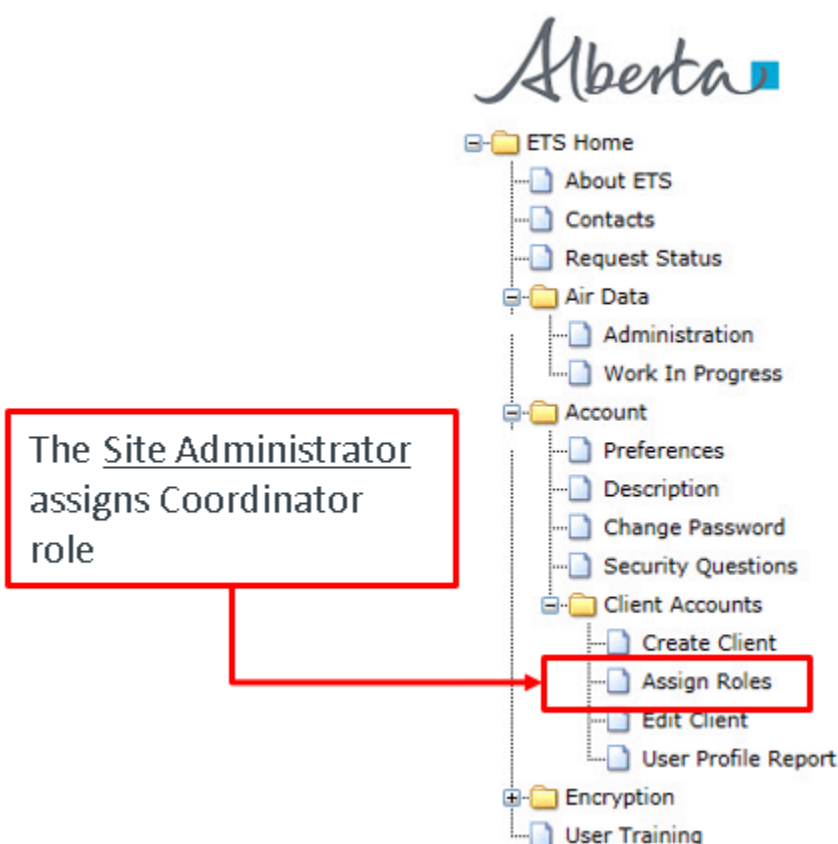 Alberta
ETS Home
About ETS
Contacts
Request Status
Air Data
Administration
Work In Progress
Account
The Site Administrator
assigns Coordinator
role
Preferences
Description
Change Password
Security Questions
Client Accounts
Create Client
Assign Roles
Edit Client
User Profile Report
Encryption
User Training